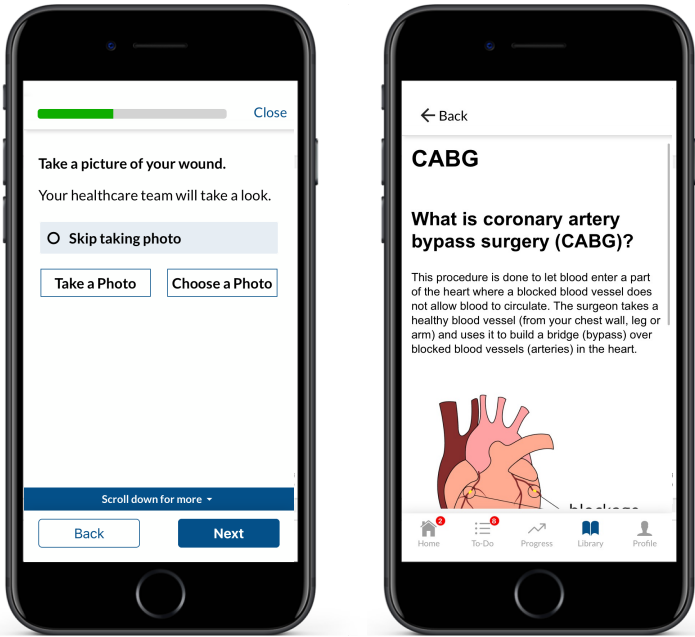 Close
Take a picture of your wound.
Your healthcare team will take a look.
Skip taking photo
Take a Photo
Choose a Photo
Scroll down for more
Back
Next
Back
CABG
What is coronary artery
bypass surgery (CABG)?
This procedure is done to let blood enter a part
of the heart where a blocked blood vessel does
not allow blood to circulate. The surgeon takes a
healthy blood vessel (from your chest wall, leg or
arm) and uses it to build a bridge (bypass) over
blocked blood vessels (arteries) in the heart.
2
8
Home
To-Do
Progress
Library
Profile